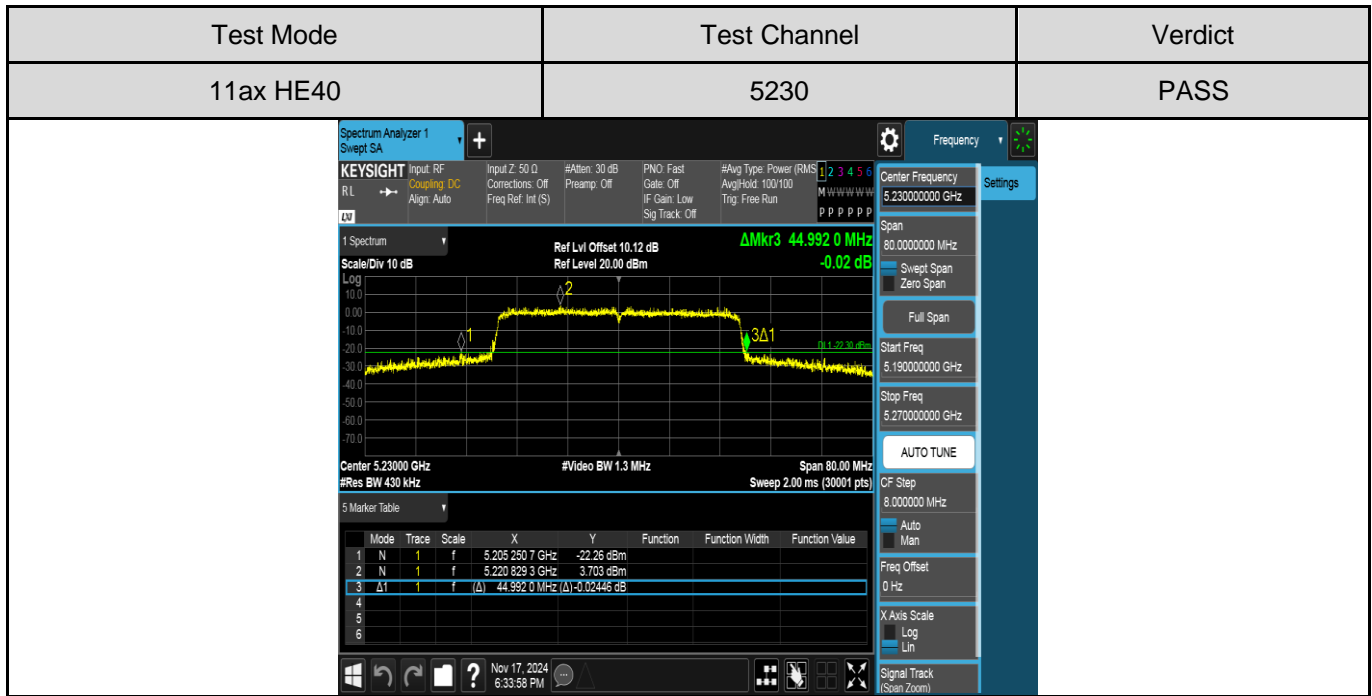 Test Mode Test Channel Verdict
11ax HE40 5230 PASS
Spectrum Analyzer 1
Swept SA
+
Frequency
KEYSIGHT Input: RF Input Z: 50 Ω #Atten: 30 dB PNO: Fast #Avg Type: Power (RMS 1 2 3 4 5 6
RL Coupling: DC Corrections: Off Preamp: Off Gate: Off Avg|Hold: 100/100 M W W W W W
Align: Auto Freq Ref: Int (S) IF Gain: Low Trig: Free Run
LXI Sig Track: Off P P P P P P
1 Spectrum
Ref Lvl Offset 10.12 dB ΔMkr3 44.992 0 MHz
Scale/Div 10 dB Ref Level 20.00 dBm -0.02 dB
Log
10.0
0.00
-10.0
-20.0
-30.0
-40.0
-50.0
-60.0
-70.0
1
2
3Δ1
DL1 -22.30 dBm
Center 5.23000 GHz #Video BW 1.3 MHz Span 80.00 MHz
#Res BW 430 kHz Sweep 2.00 ms (30001 pts)
5 Marker Table
Mode Trace Scale X Y Function Function Width Function Value
1 N 1 f 5.205 250 7 GHz -22.26 dBm
2 N 1 f 5.220 829 3 GHz 3.703 dBm
3 Δ1 1 f (Δ) 44.992 0 MHz (Δ) -0.02446 dB
4
5
6
Center Frequency
5.230000000 GHz
Settings
Span
80.0000000 MHz
Swept Span
Zero Span
Full Span
Start Freq
5.190000000 GHz
Stop Freq
5.270000000 GHz
AUTO TUNE
CF Step
8.000000 MHz
Auto
Man
Freq Offset
0 Hz
X Axis Scale
Log
Lin
Signal Track
(Span Zoom)
? Nov 17, 2024
6:33:58 PM